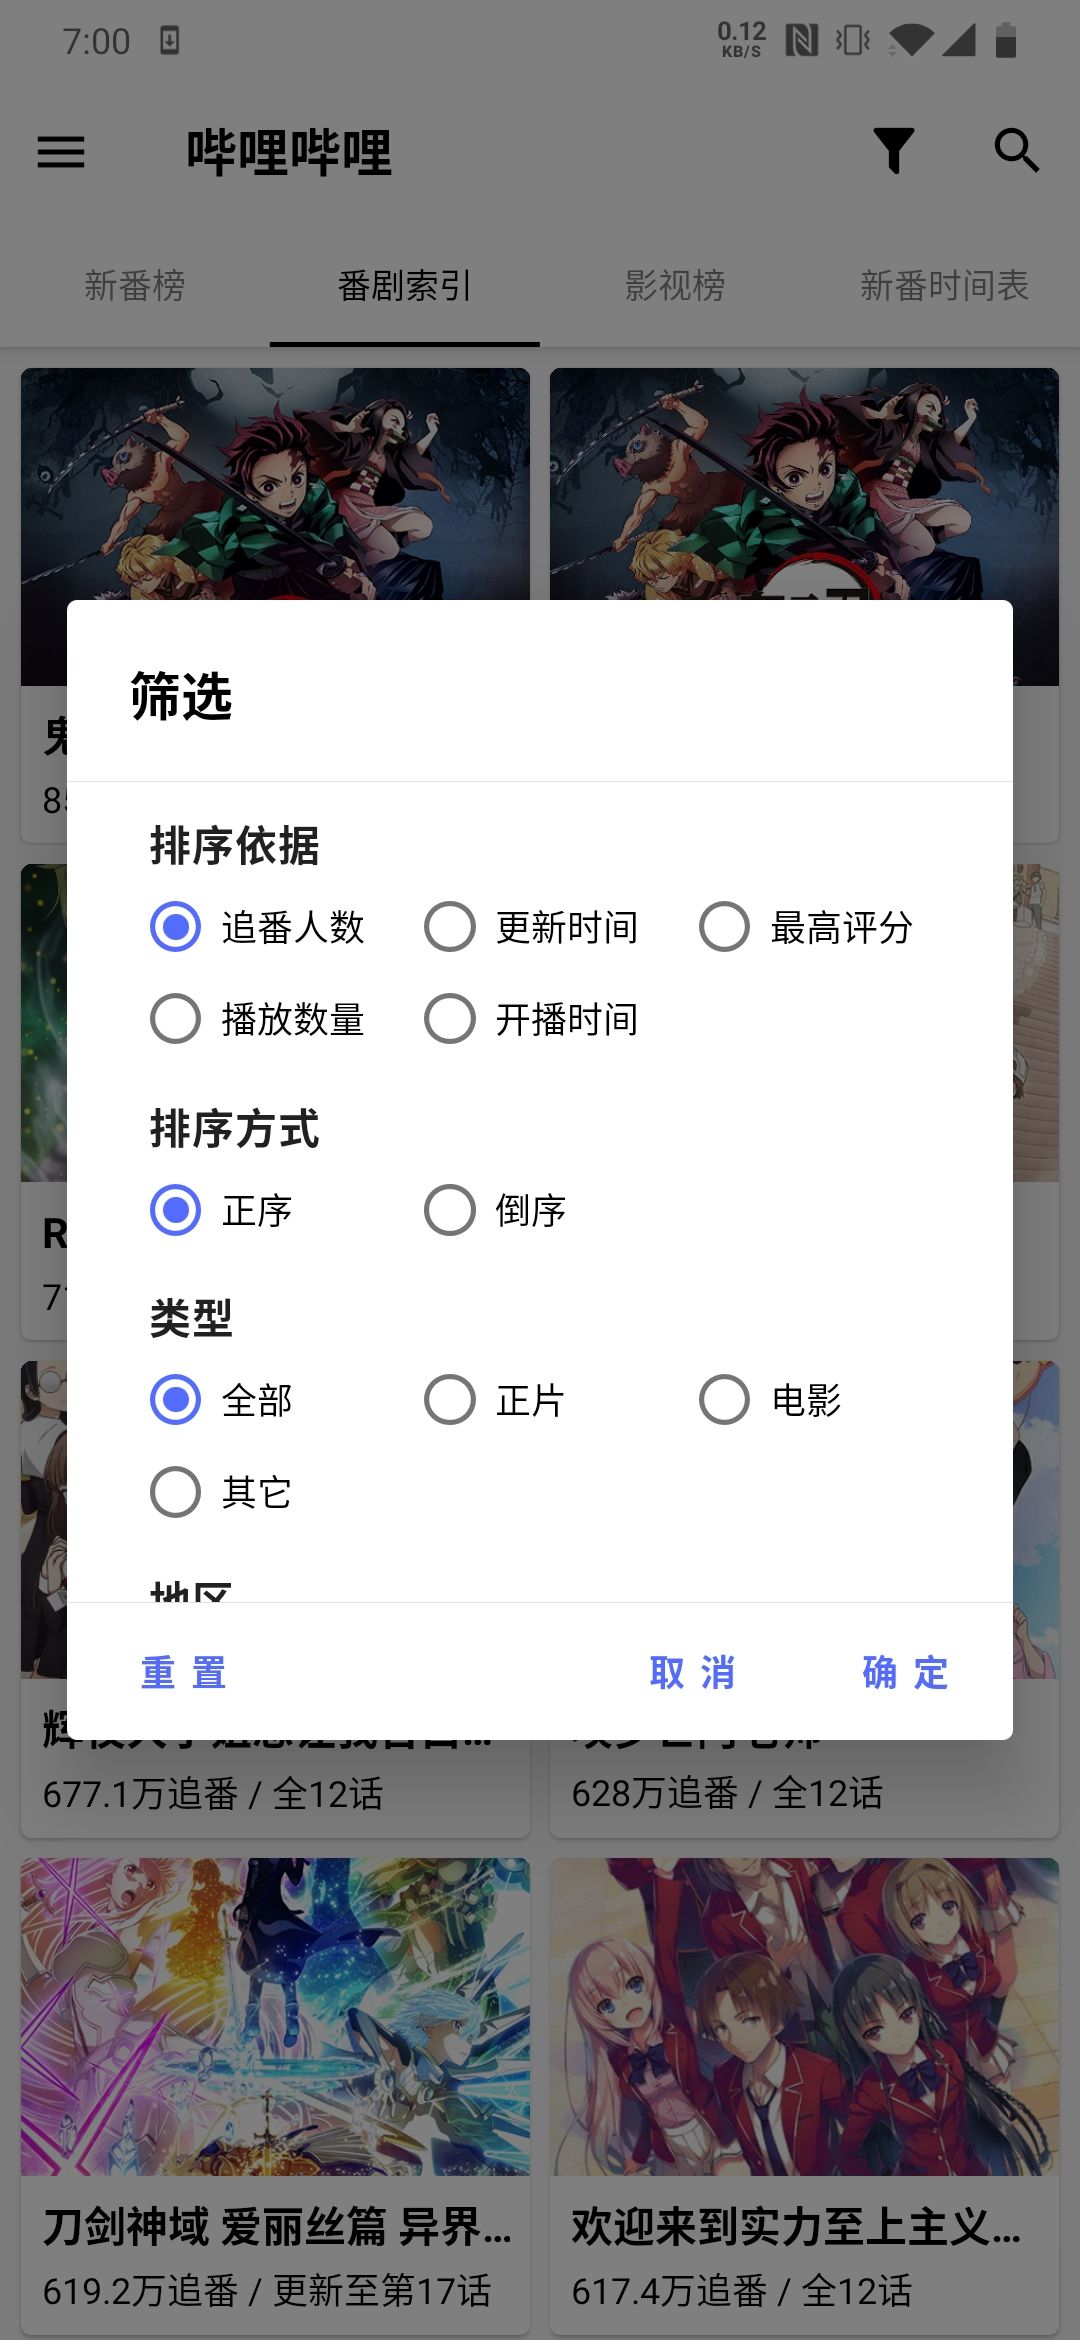 7:00
0.12
KB/S
哔哩哔哩
新番榜 番剧索引 影视榜 新番时间表
筛选
排序依据
追番人数 更新时间 最高评分
播放数量 开播时间
排序方式
正序 倒序
类型
全部 正片 电影
其它
地区
重置 取消 确定
677.1万追番 / 全12话
628万追番 / 全12话
刀剑神域 爱丽丝篇 异界…
619.2万追番 / 更新至第17话
欢迎来到实力至上主义…
617.4万追番 / 全12话